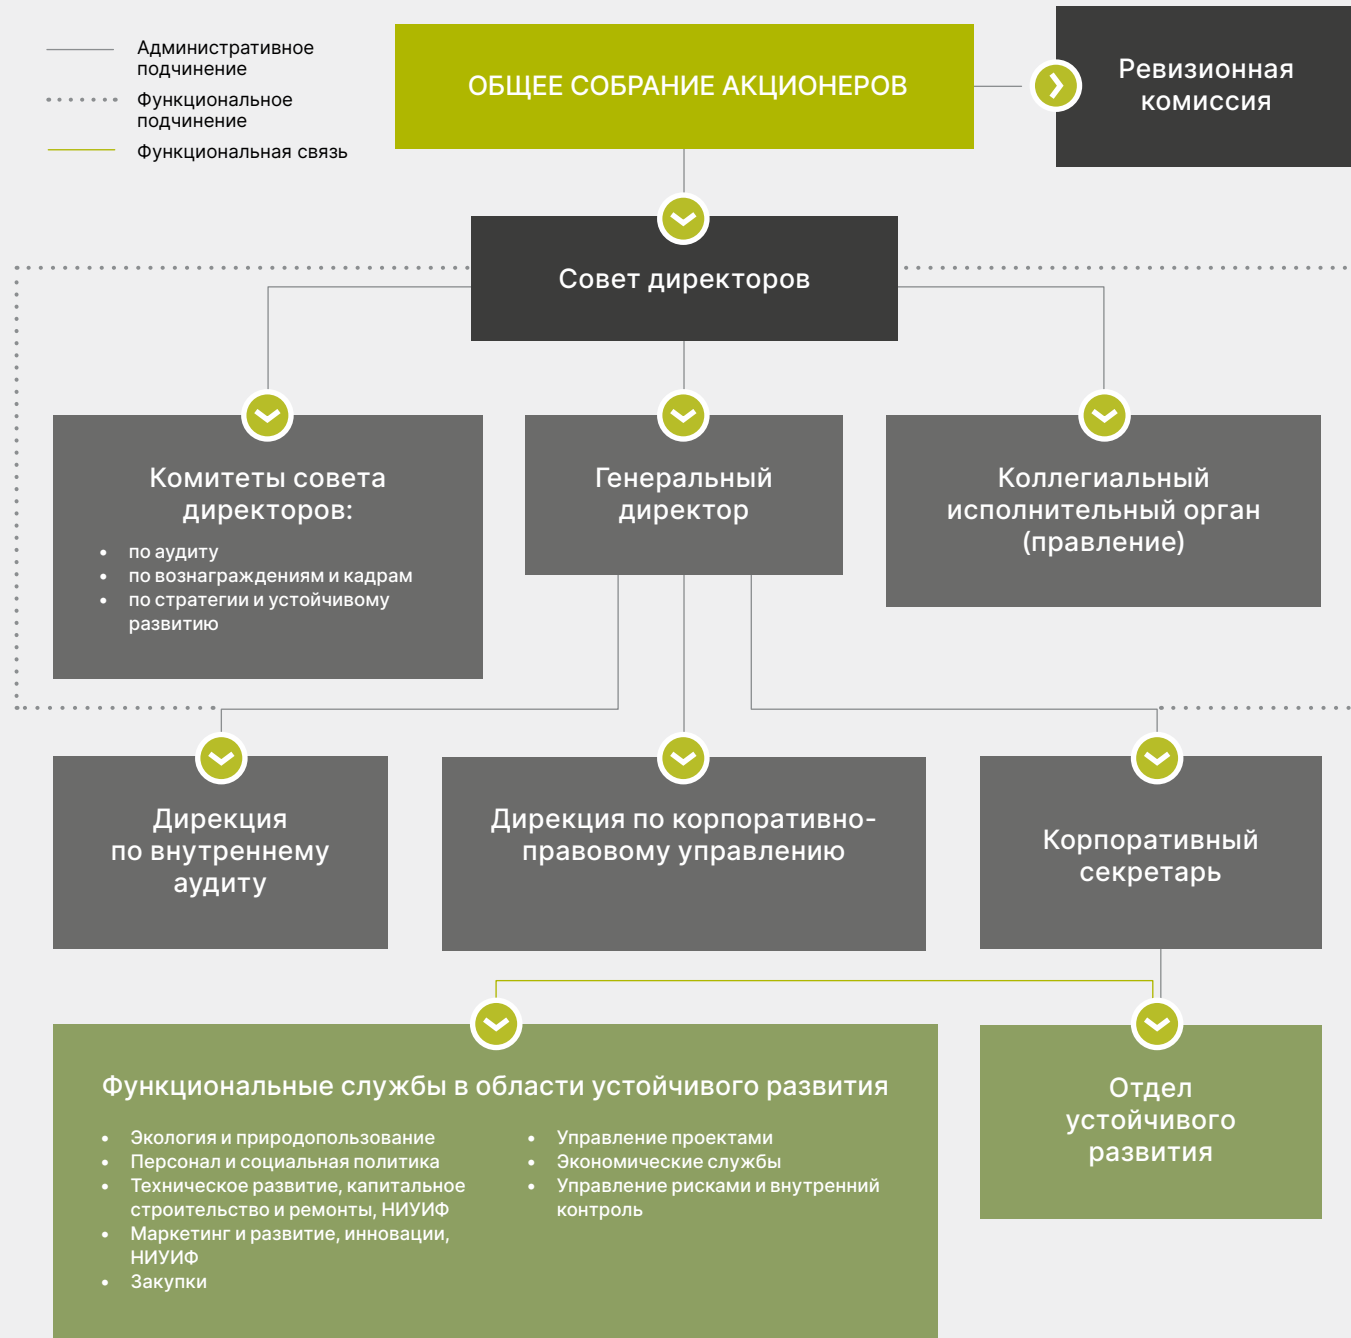 Административное
подчинение
Функциональное
подчинение
Функциональная связь
ОБЩЕЕ СОБРАНИЕ АКЦИОНЕРОВ
Ревизионная
комиссия
Совет директоров
Комитеты совета
директоров:
• по аудиту
• по вознаграждениям и кадрам
• по стратегии и устойчивому
развитию
Генеральный
директор
Коллегиальный
исполнительный орган
(правление)
Дирекция
по внутреннему
аудиту
Дирекция по корпоративно-
правовому управлению
Корпоративный
секретарь
Функциональные службы в области устойчивого развития
• Экология и природопользование
• Персонал и социальная политика
• Техническое развитие, капитальное
строительство и ремонты, НИУИФ
• Маркетинг и развитие, инновации,
НИУИФ
• Закупки
• Управление проектами
• Экономические службы
• Управление рисками и внутренний
контроль
Отдел
устойчивого
развития